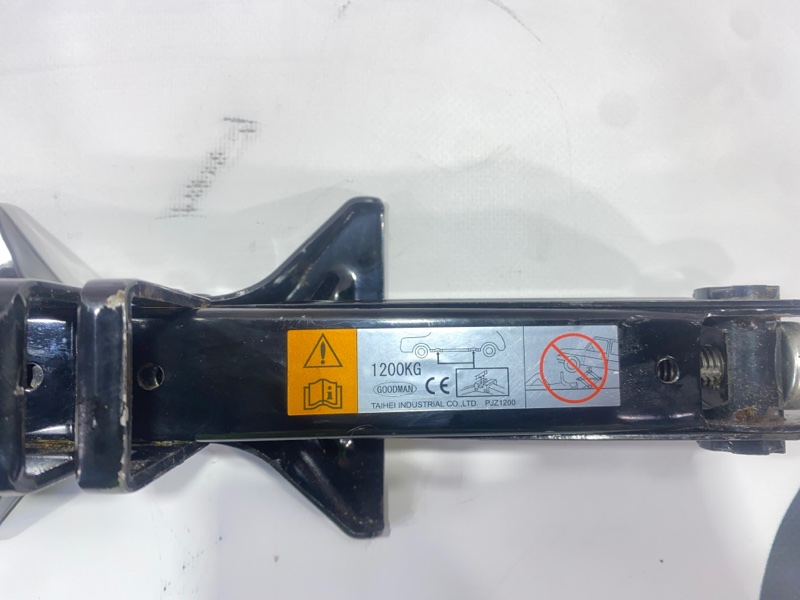 1200KG
GOODMAN CE
TAIHEI INDUSTRIAL CO.,LTD. PJZ1200